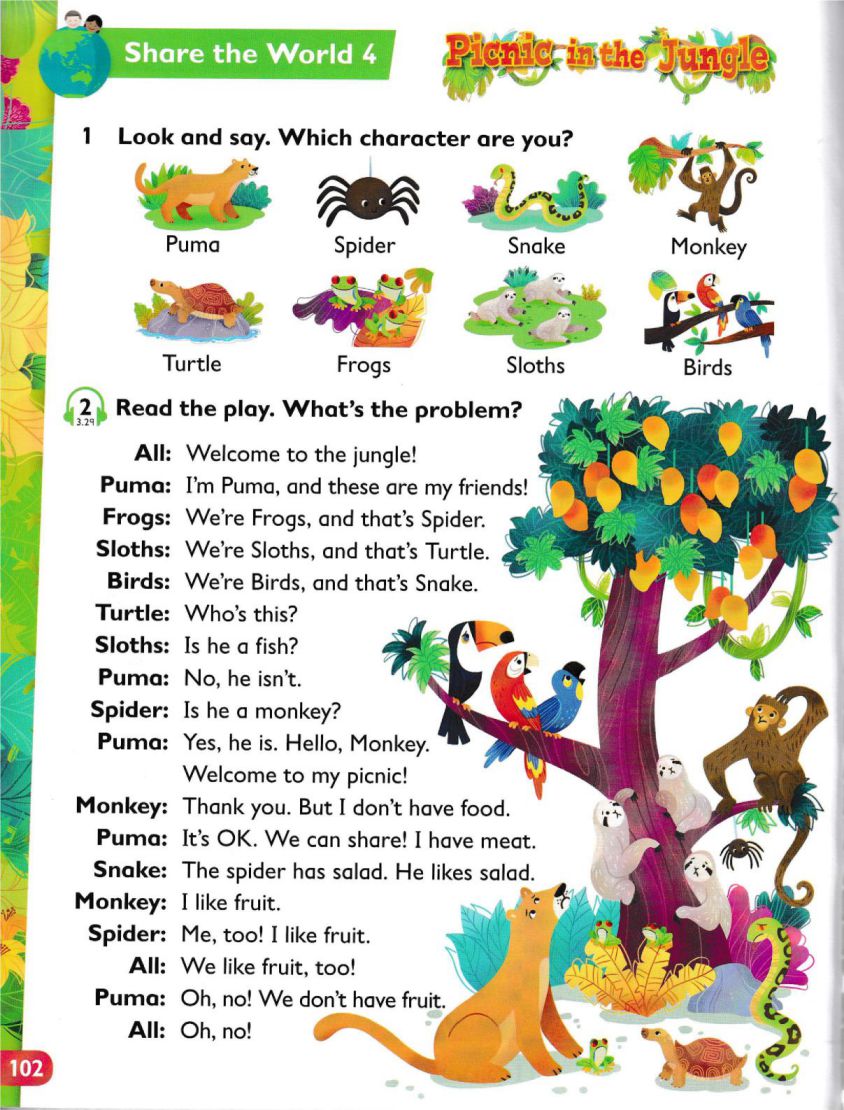 Share the World 4
Picnic in the Jungle
1 Look and say. Which character are you?
Puma Spider Snake Monkey
Turtle Frogs Sloths Birds
2 Read the play. What's the problem?
3.29
All: Welcome to the jungle!
Puma: I'm Puma, and these are my friends!
Frogs: We're Frogs, and that's Spider.
Sloths: We're Sloths, and that's Turtle.
Birds: We're Birds, and that's Snake.
Turtle: Who's this?
Sloths: Is he a fish?
Puma: No, he isn't.
Spider: Is he a monkey?
Puma: Yes, he is. Hello, Monkey.
Welcome to my picnic!
Monkey: Thank you. But I don't have food.
Puma: It's OK. We can share! I have meat.
Snake: The spider has salad. He likes salad.
Monkey: I like fruit.
Spider: Me, too! I like fruit.
All: We like fruit, too!
Puma: Oh, no! We don't have fruit.
All: Oh, no!
102